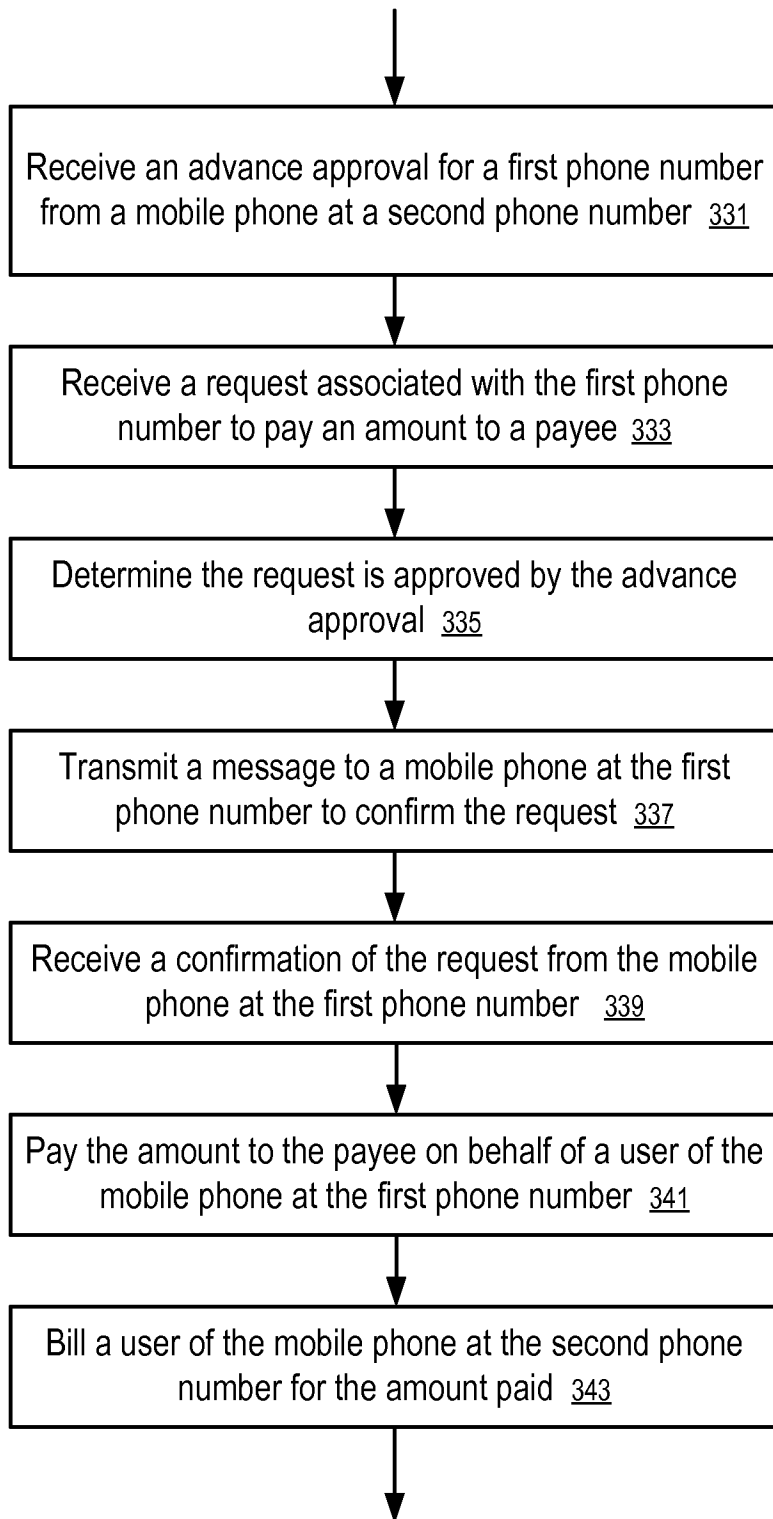 Receive an advance approval for a first phone number
from a mobile phone at a second phone number 331
Receive a request associated with the first phone
number to pay an amount to a payee 333
Determine the request is approved by the advance
approval 335
Transmit a message to a mobile phone at the first
phone number to confirm the request 337
Receive a confirmation of the request from the mobile
phone at the first phone number 339
Pay the amount to the payee on behalf of a user of the
mobile phone at the first phone number 341
Bill a user of the mobile phone at the second phone
number for the amount paid 343